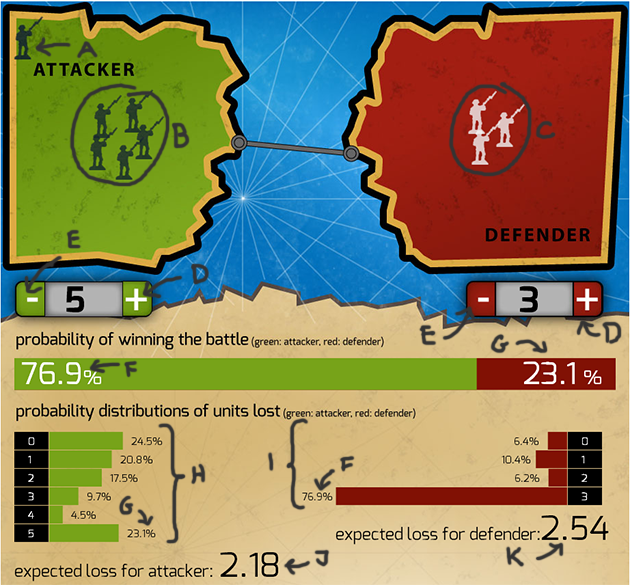 A
ATTACKER
B
C
DEFENDER
E
D
- 5 +
- 3 +
E
D
probability of winning the battle (green: attacker, red: defender)
G
76.9% F
23.1 %
probability distributions of units lost (green: attacker, red: defender)
0 24.5%
1 20.8%
2 17.5%
3 9.7%
4 4.5%
5 23.1%
G
H
I
F
6.4% 0
10.4% 1
6.2% 2
76.9% 3
expected loss for defender: 2.54
K
expected loss for attacker: 2.18 J